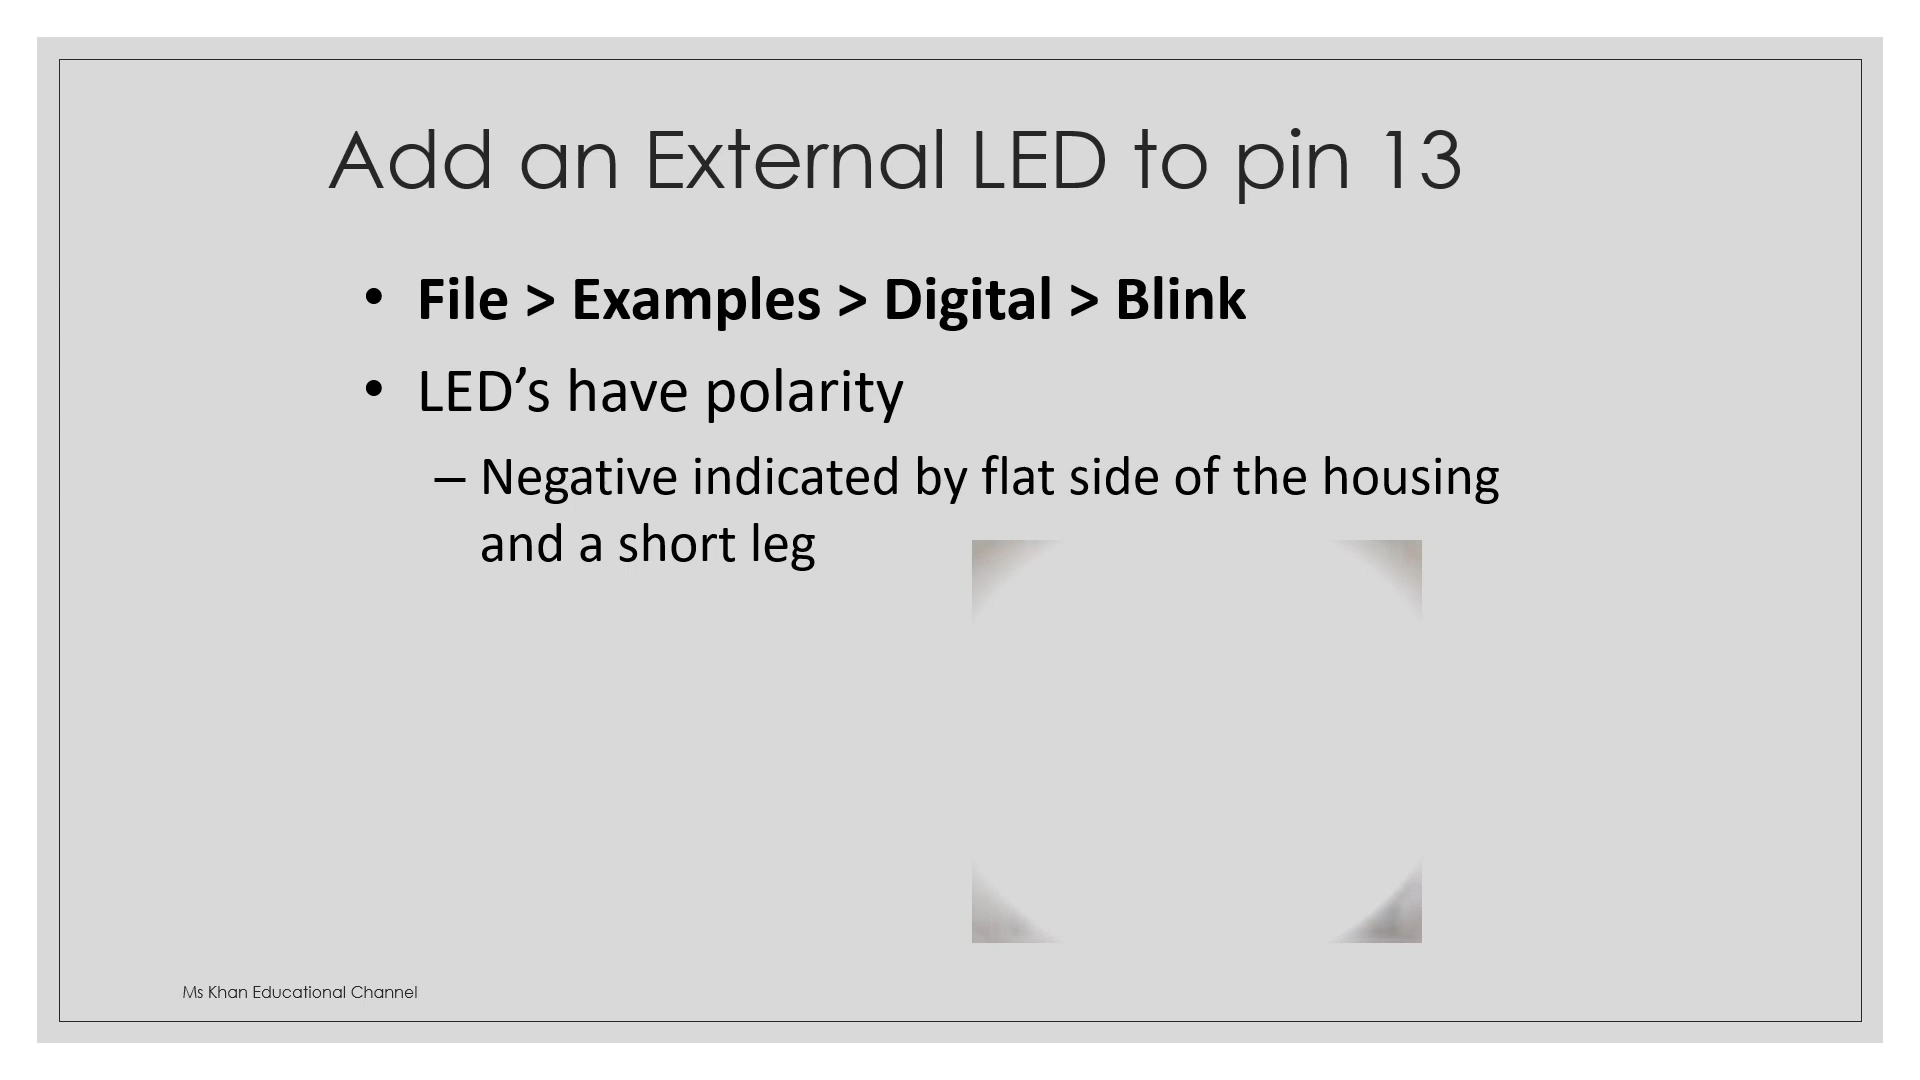 Add an External LED to pin 13
• File > Examples > Digital > Blink
• LED’s have polarity
– Negative indicated by flat side of the housing
and a short leg
Ms Khan Educational Channel